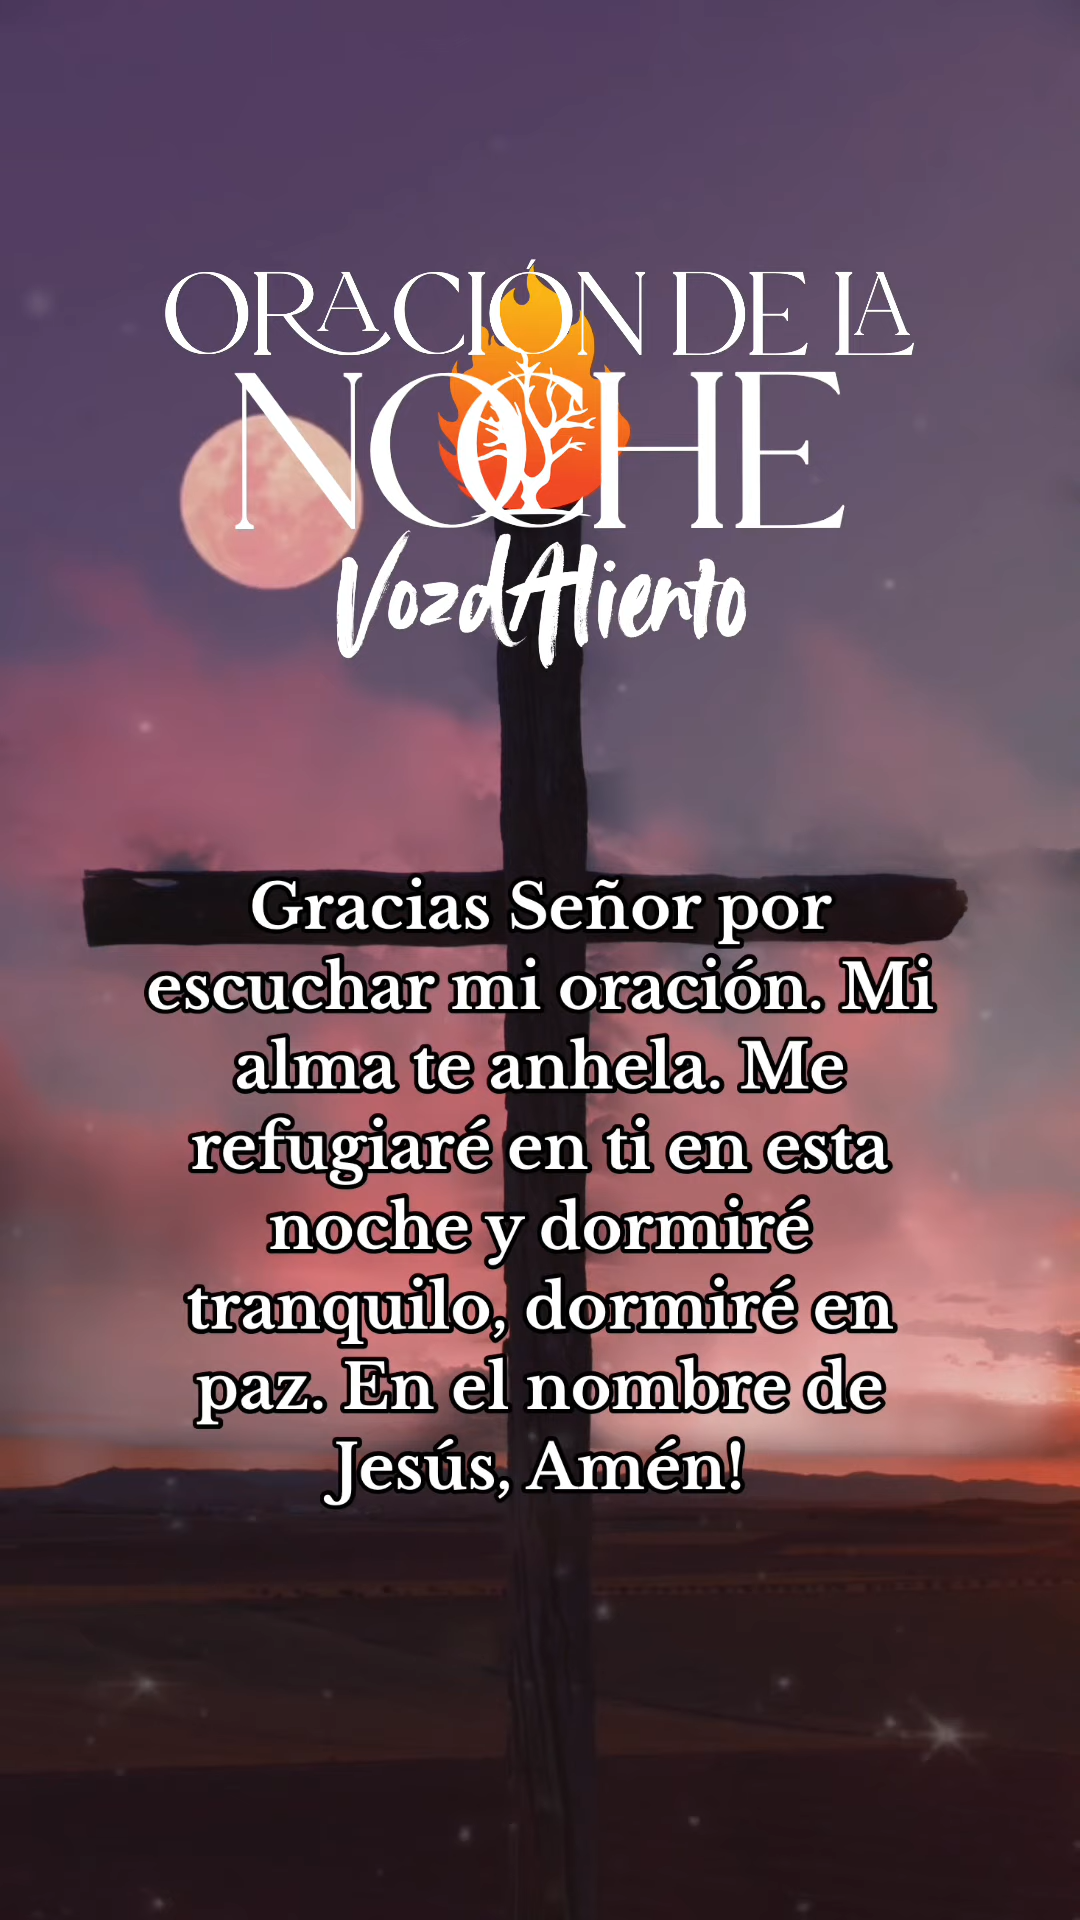 ORACIÓN DE LA
NOCHE
VozdAliento
Gracias Señor por
escuchar mi oración. Mi
alma te anhela. Me
refugiaré en ti en esta
noche y dormiré
tranquilo, dormiré en
paz. En el nombre de
Jesús, Amén!